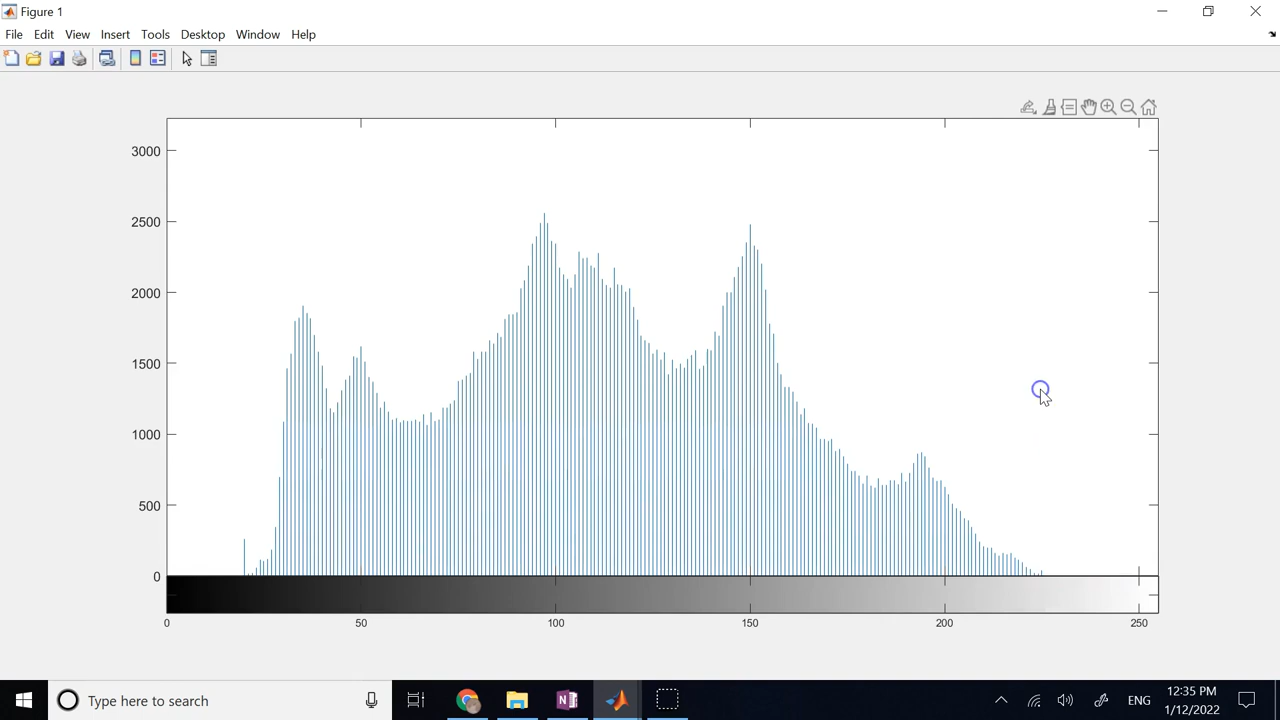 Figure 1
File Edit View Insert Tools Desktop Window Help
3000
2500
2000
1500
1000
500
0
0 50 100 150 200 250
Type here to search
ENG
12:35 PM
1/12/2022